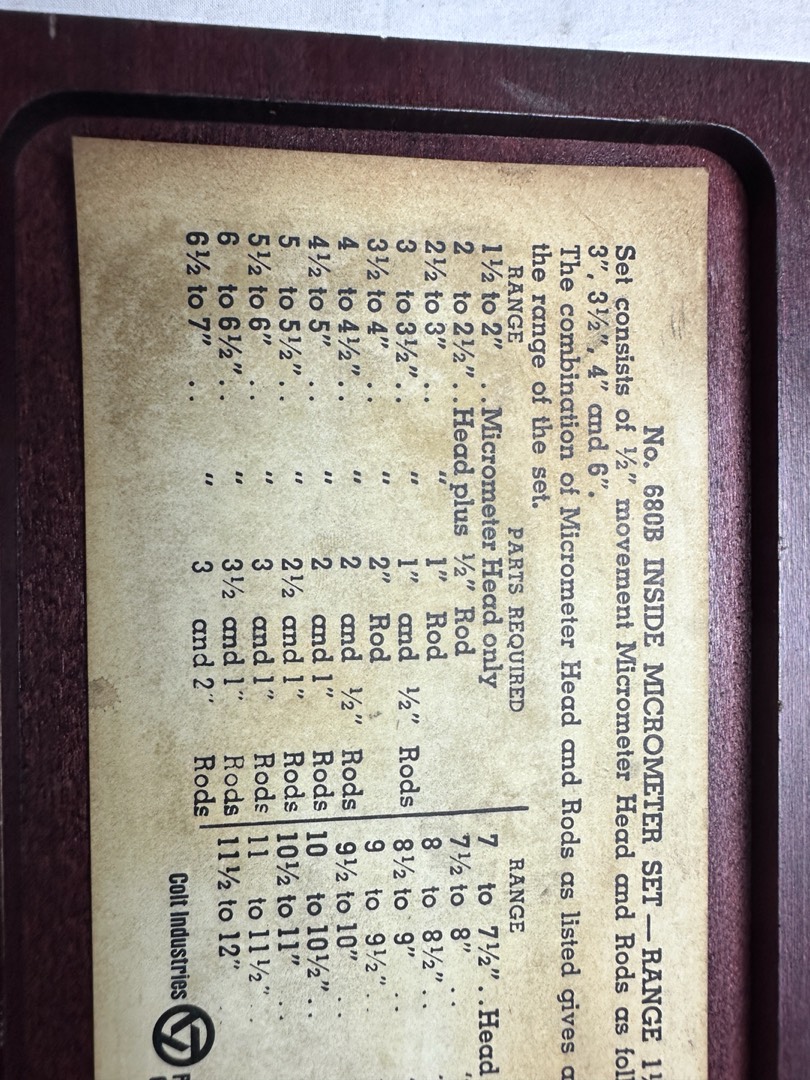 No. 680B INSIDE MICROMETER SET — RANGE 1
Set consists of ½" movement Micrometer Head and Rods as fol
3", 3½", 4" and 6".
The combination of Micrometer Head and Rods as listed gives a
the range of the set.
RANGE PARTS REQUIRED RANGE
1½ to 2" ..Micrometer Head only 7 to 7½" ..Head
2 to 2½" ..Head plus ½" Rod 7½ to 8" ..
2½ to 3" .. " 1" Rod 8 to 8½" ..
3 to 3½" .. " 1" and ½" Rods 8½ to 9" ..
3½ to 4" .. " 2" Rod 9 to 9½" ..
4 to 4½" .. " 2 and ½" Rods 9½ to 10" ..
4½ to 5" .. " 2 and 1" Rods 10 to 10½" ..
5 to 5½" .. " 2½ and 1" Rods 10½ to 11" ..
5½ to 6" .. " 3 and 1" Rods 11 to 11½" ..
6 to 6½" .. " 3½ and 1" Rods 11½ to 12" ..
6½ to 7" .. " 3 and 2" Rods
Colt Industries